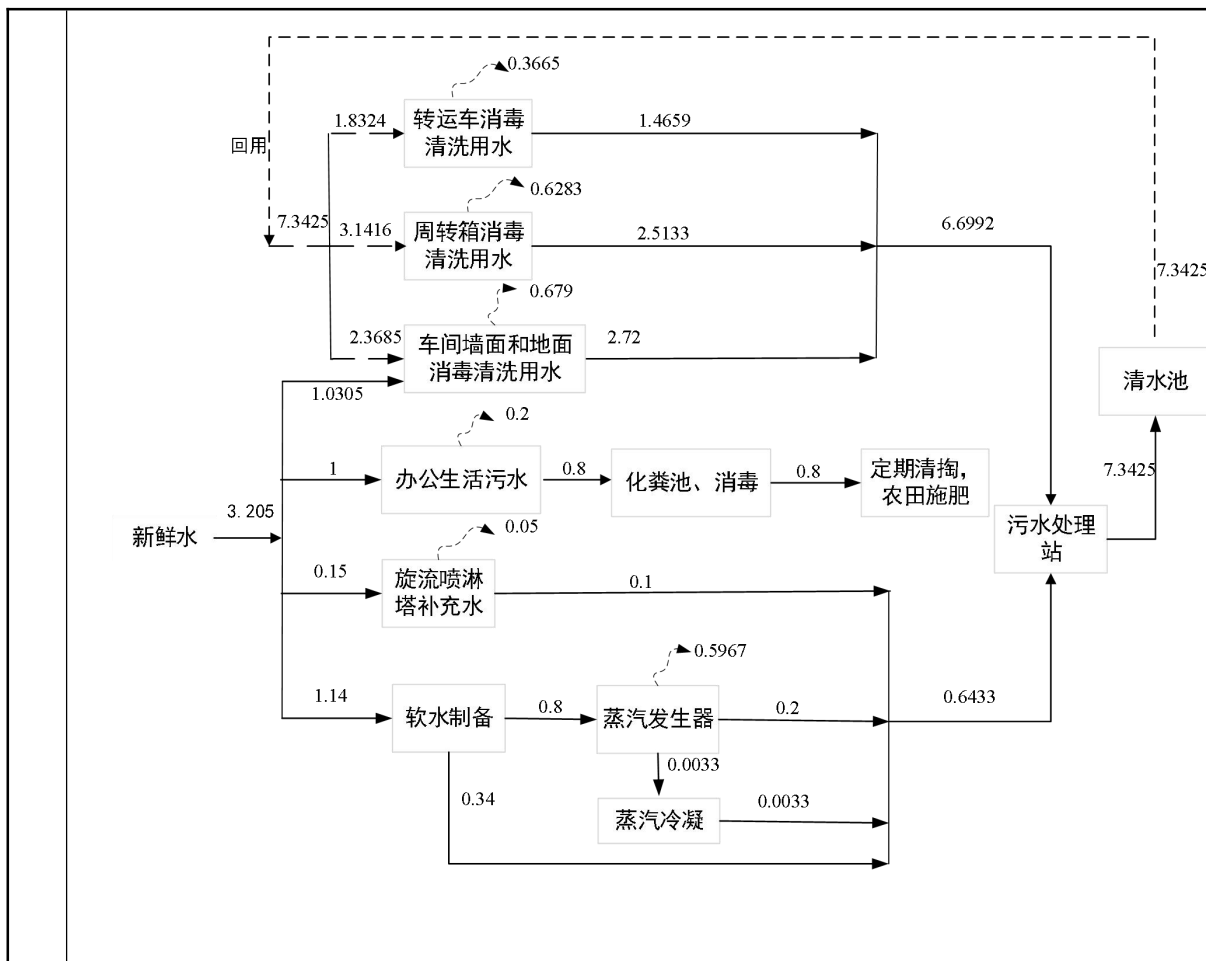 0.3665
1.8324
转运车消毒
清洗用水
1.4659
回用
0.6283
7.3425
3.1416
周转箱消毒
清洗用水
2.5133
6.6992
7.3425
0.679
2.3685
车间墙面和地面
消毒清洗用水
2.72
1.0305
清水池
0.2
1
办公生活污水
0.8
化粪池、消毒
0.8
定期清掏，
农田施肥
7.3425
新鲜水
3.205
0.05
污水处理
站
0.15
旋流喷淋
塔补充水
0.1
0.5967
1.14
软水制备
0.8
蒸汽发生器
0.2
0.6433
0.0033
0.34
蒸汽冷凝
0.0033